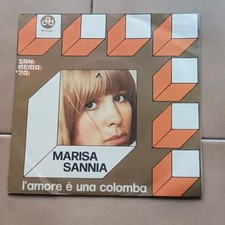 SAN:
REMO:
'70:
MARISA
SANNIA
l'amore è una colomba